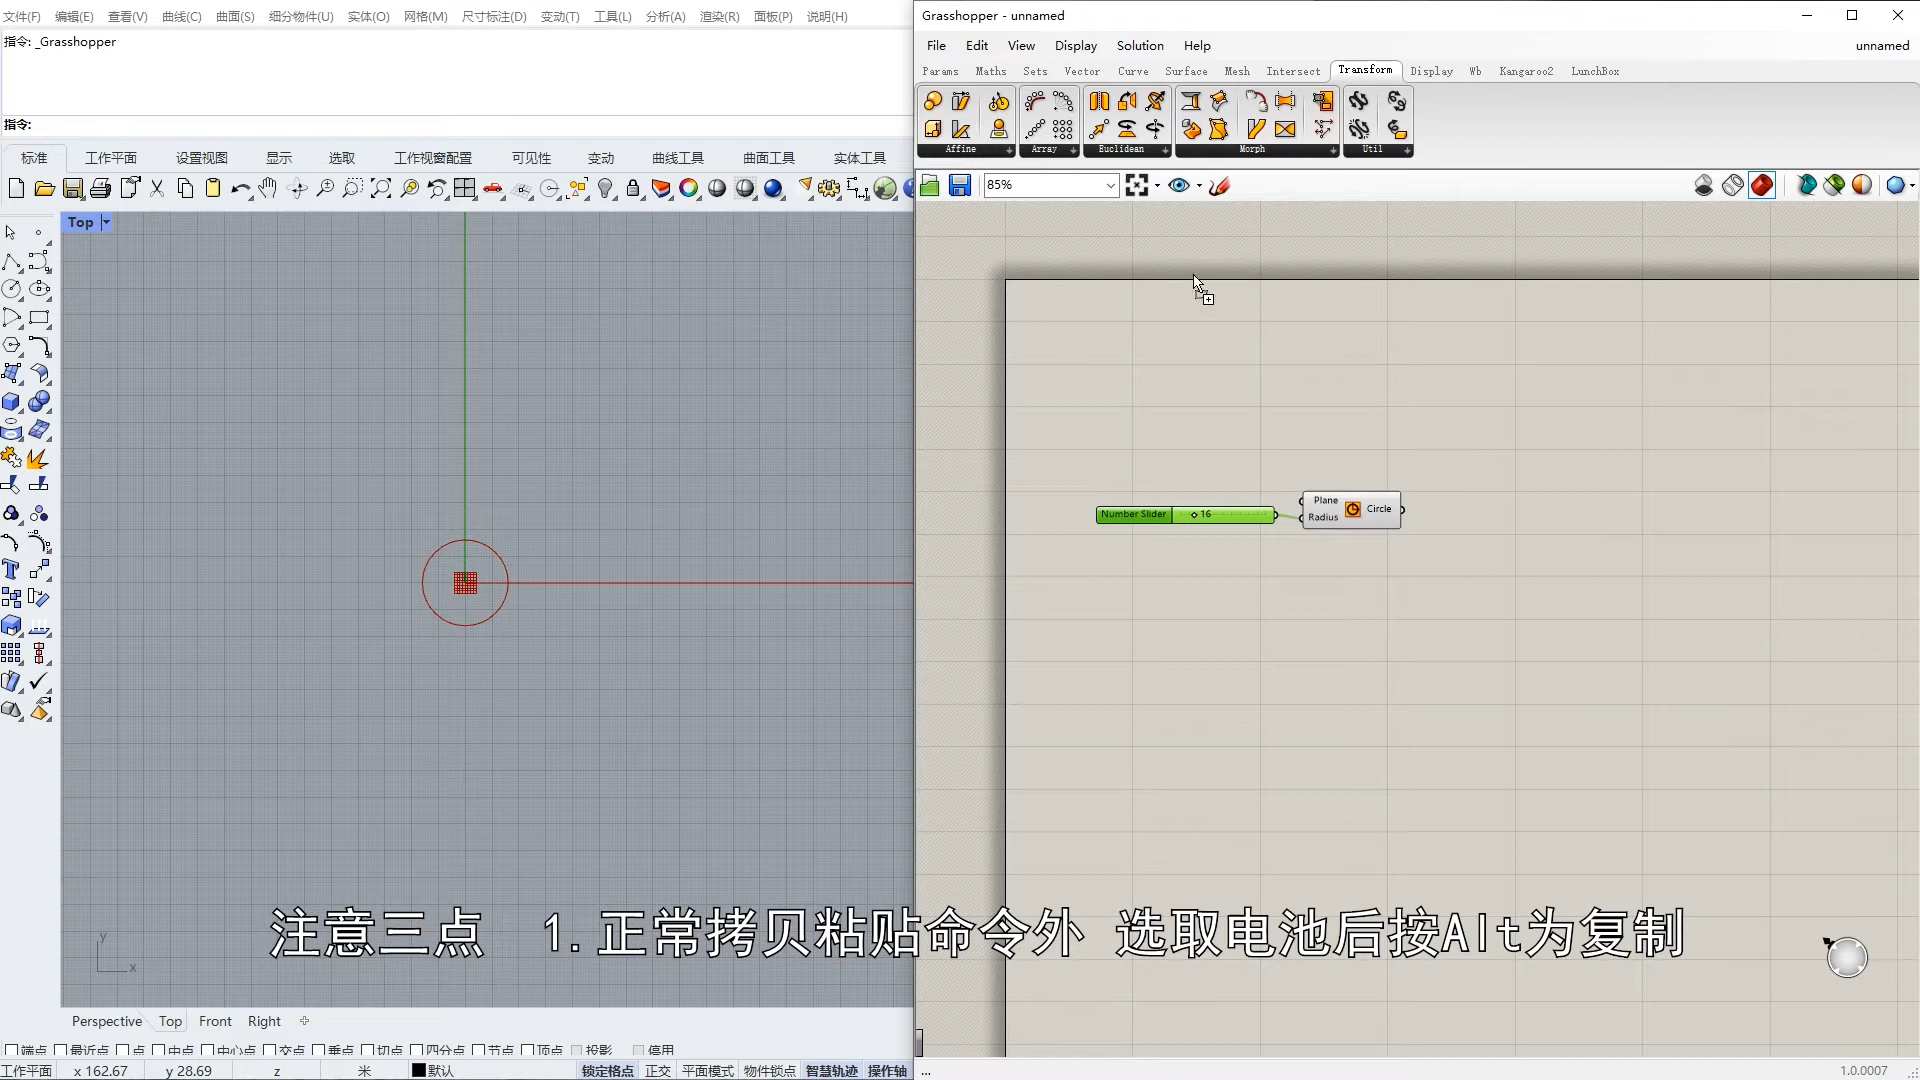 文件(F) 编辑(E) 查看(V) 曲线(C) 曲面(S) 细分物件(U) 实体(O) 网格(M) 尺寸标注(D) 变动(T) 工具(L) 分析(A) 渲染(R) 面板(P) 说明(H)
指令: _Grasshopper
指令:
标准 工作平面 设置视图 显示 选取 工作视窗配置 可见性 变动 曲线工具 曲面工具 实体工具
Top
Grasshopper - unnamed
File Edit View Display Solution Help unnamed
Params Maths Sets Vector Curve Surface Mesh Intersect Transform Display Wb Kangaroo2 LunchBox
Affine Array Euclidean Morph Util
85%
Number Slider 16
Plane
Radius
Circle
注意三点 1.正常拷贝粘贴命令外 选取电池后按Alt为复制
y
x
Perspective Top Front Right
端点 最近点 点 中点 中心点 交点 垂点 切点 四分点 节点 顶点 投影 停用
工作平面 x 162.67 y 28.69 z 米 默认 锁定格点 正交 平面模式 物件锁点 智慧轨迹 操作轴
... 1.0.0007